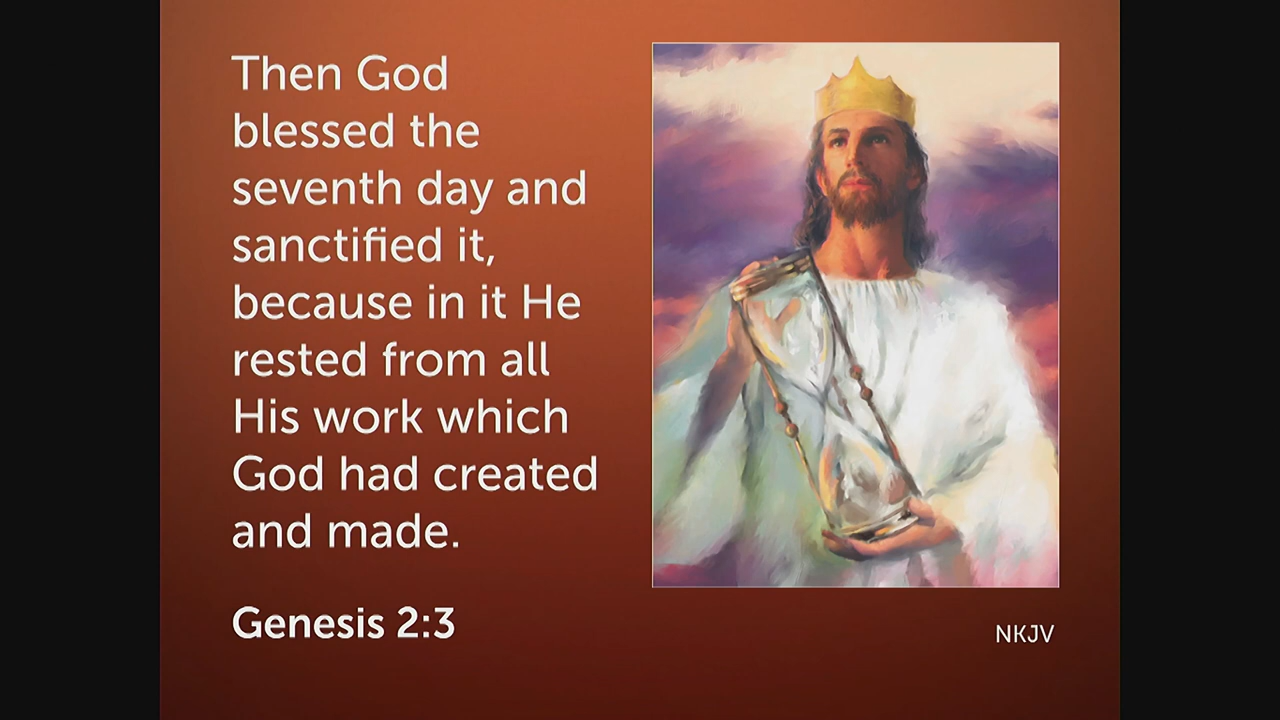 Then God
blessed the
seventh day and
sanctified it,
because in it He
rested from all
His work which
God had created
and made.
Genesis 2:3
NKJV